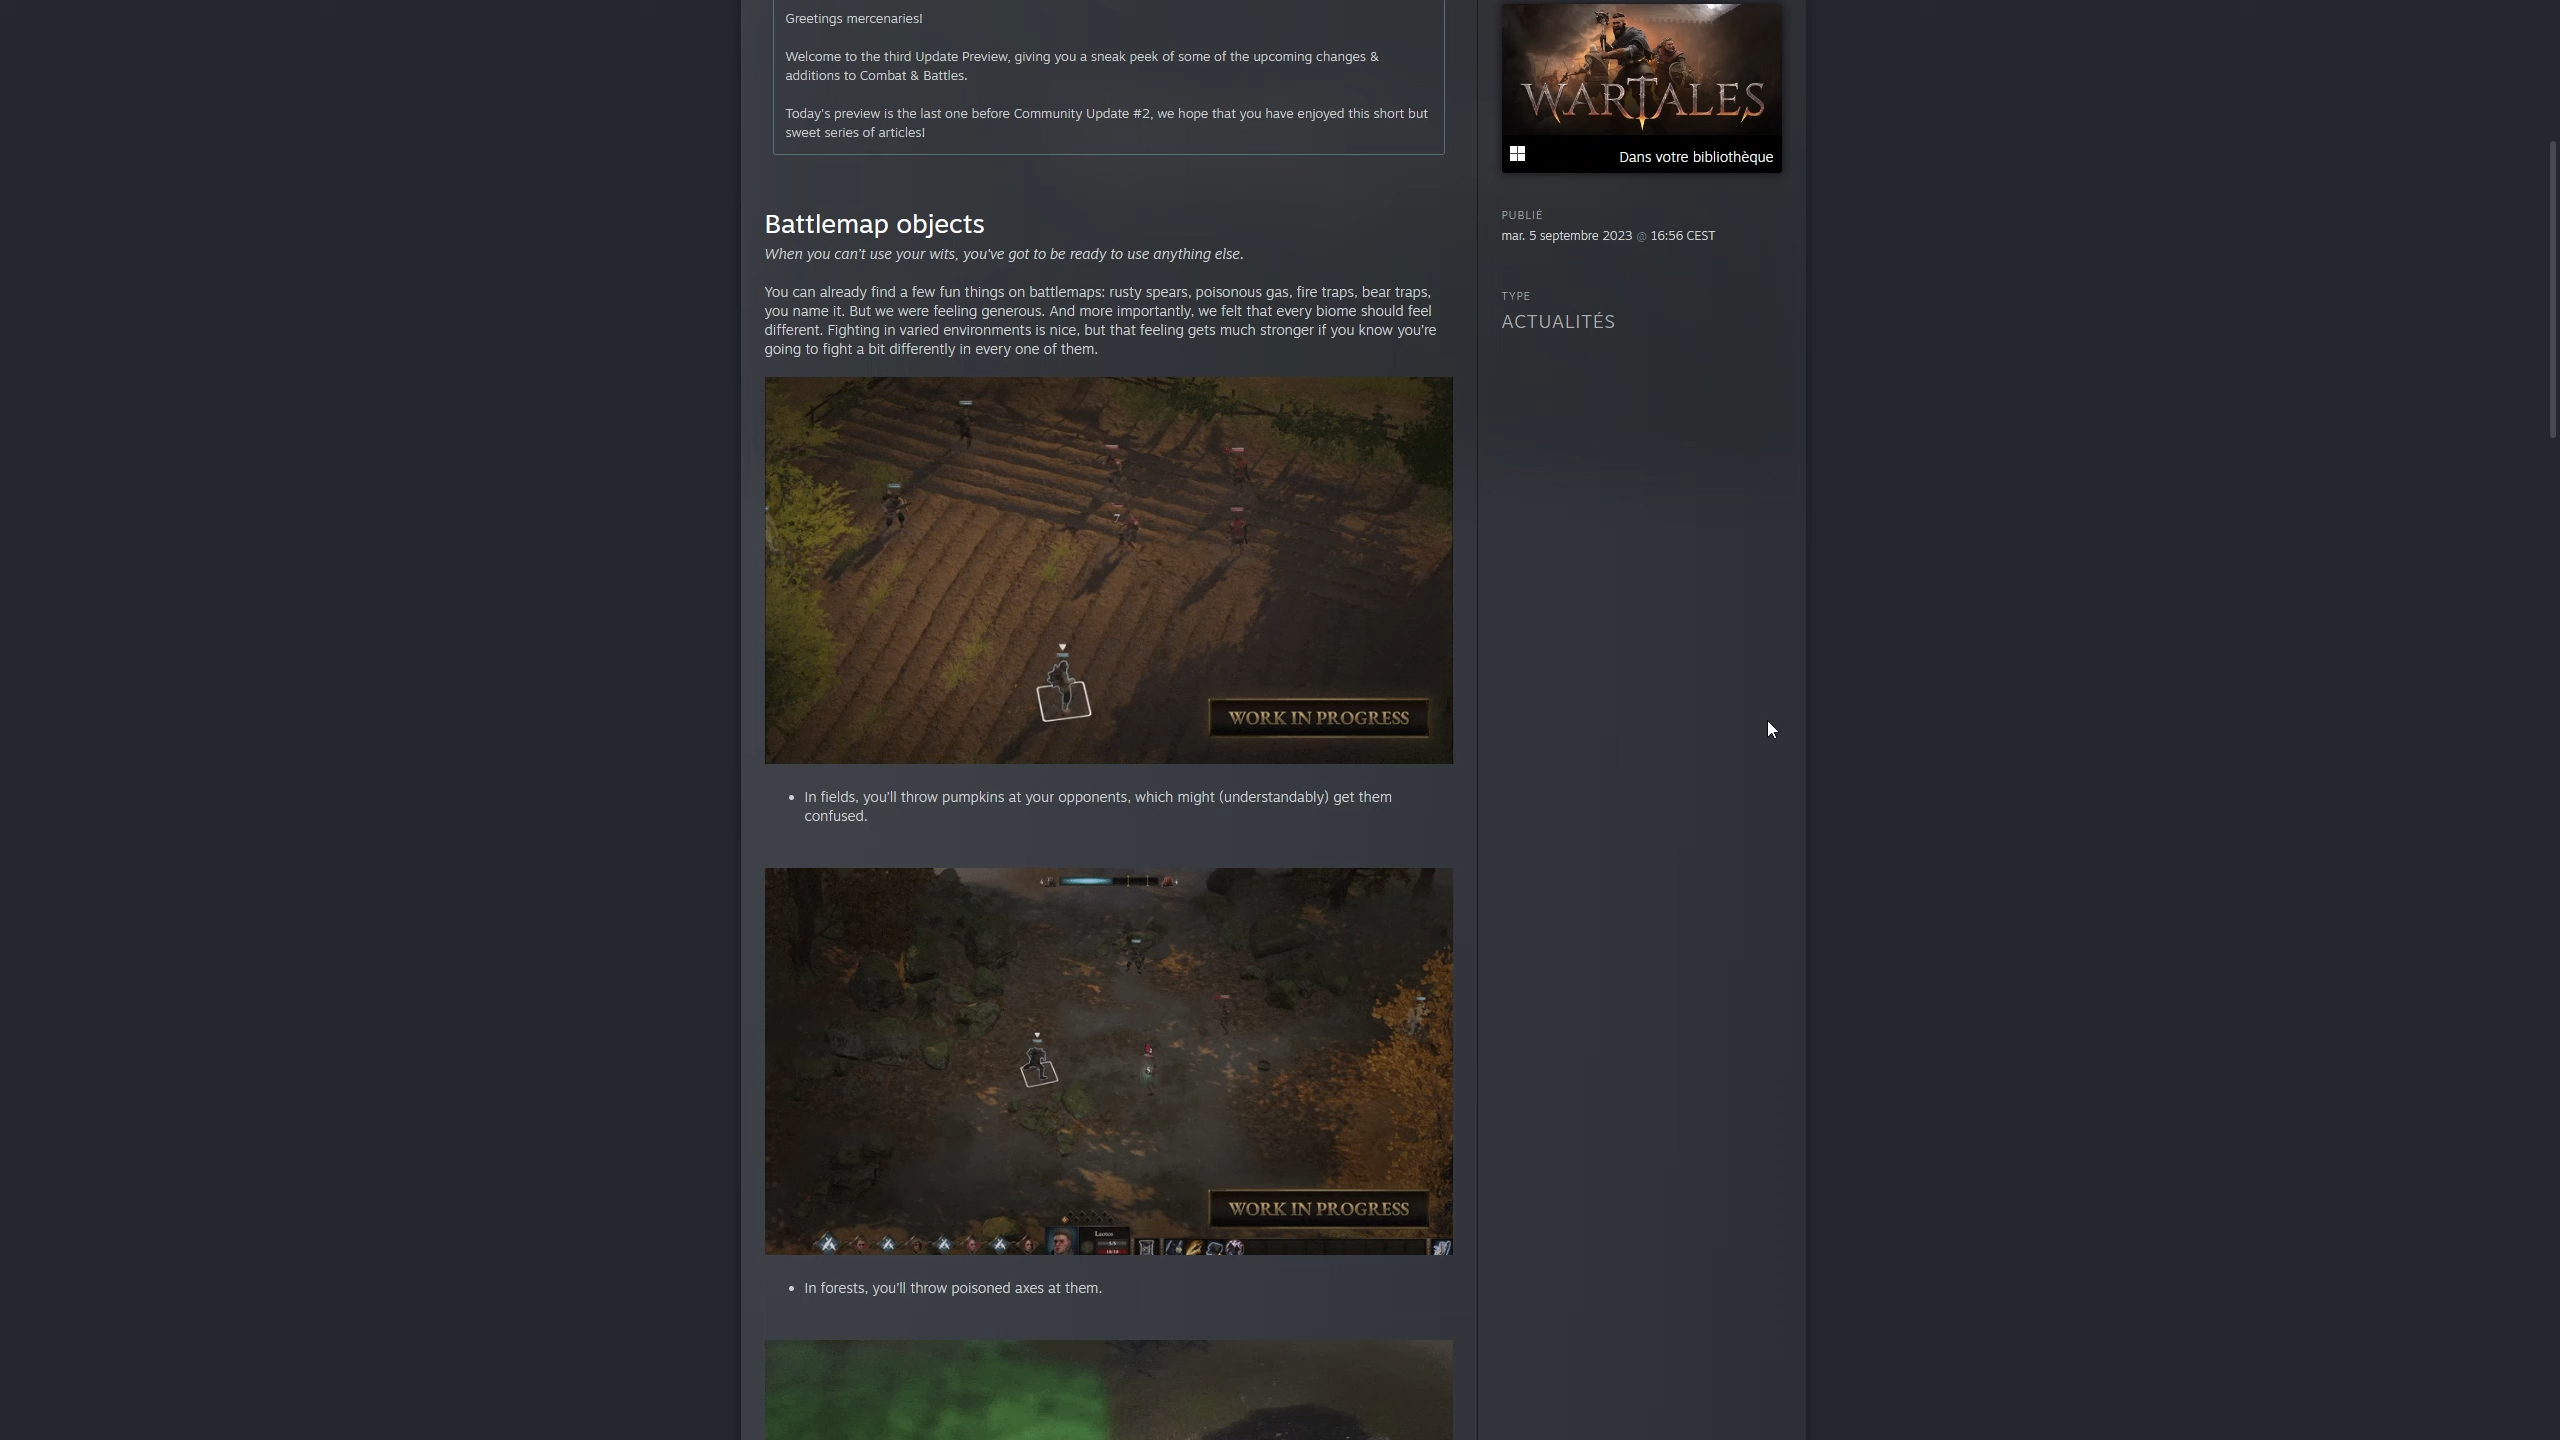 Greetings mercenaries!
Welcome to the third Update Preview, giving you a sneak peek of some of the upcoming changes &
additions to Combat & Battles.
Today's preview is the last one before Community Update #2, we hope that you have enjoyed this short but
sweet series of articles!
WARTALES
Dans votre bibliothèque
PUBLIÉ
mar. 5 septembre 2023 @ 16:56 CEST
TYPE
ACTUALITÉS
Battlemap objects
When you can't use your wits, you've got to be ready to use anything else.
You can already find a few fun things on battlemaps: rusty spears, poisonous gas, fire traps, bear traps,
you name it. But we were feeling generous. And more importantly, we felt that every biome should feel
different. Fighting in varied environments is nice, but that feeling gets much stronger if you know you're
going to fight a bit differently in every one of them.
7
WORK IN PROGRESS
In fields, you'll throw pumpkins at your opponents, which might (understandably) get them
confused.
WORK IN PROGRESS
In forests, you'll throw poisoned axes at them.